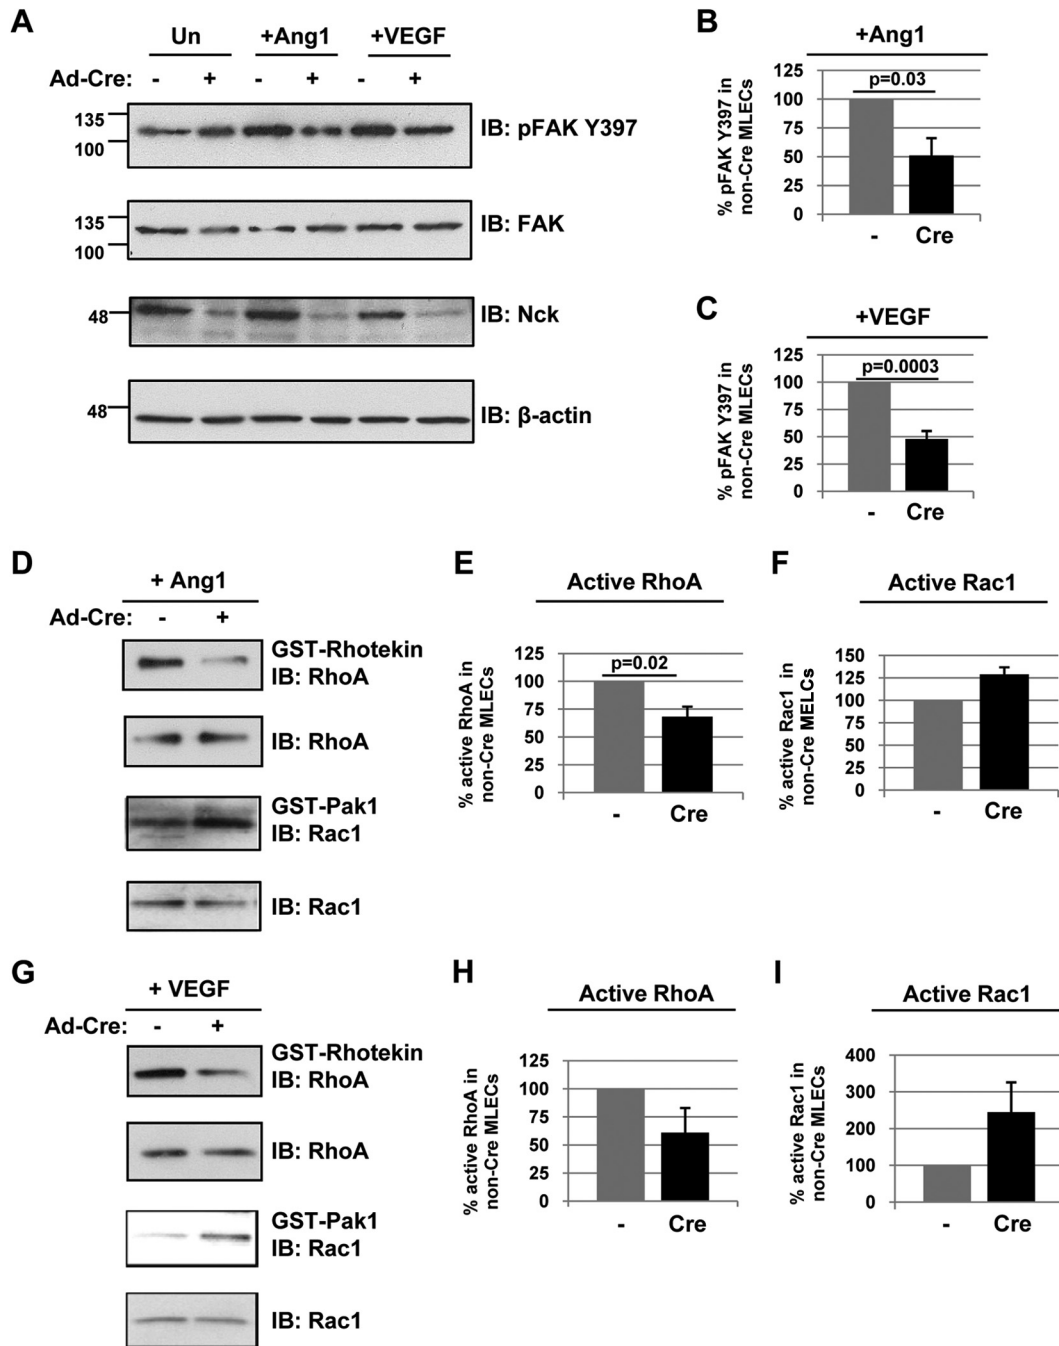 A
Un +Ang1 +VEGF
Ad-Cre: - + - + - +
135
100
IB: pFAK Y397
135
100
IB: FAK
48
IB: Nck
48
IB: β-actin
B
+Ang1
% pFAK Y397 in
non-Cre MLECs
125
100
75
50
25
0
p=0.03
- Cre
C
+VEGF
% pFAK Y397 in
non-Cre MLECs
125
100
75
50
25
0
p=0.0003
- Cre
D
+ Ang1
Ad-Cre: - +
GST-Rhotekin
IB: RhoA
IB: RhoA
GST-Pak1
IB: Rac1
IB: Rac1
E
Active RhoA
% active RhoA in
non-Cre MLECs
125
100
75
50
25
0
p=0.02
- Cre
F
Active Rac1
% active Rac1 in
non-Cre MELCs
150
125
100
75
50
25
0
- Cre
G
+ VEGF
Ad-Cre: - +
GST-Rhotekin
IB: RhoA
IB: RhoA
GST-Pak1
IB: Rac1
IB: Rac1
H
Active RhoA
% active RhoA in
non-Cre MLECs
125
100
75
50
25
0
- Cre
I
Active Rac1
% active Rac1 in
non-Cre MLECs
400
300
200
100
0
- Cre